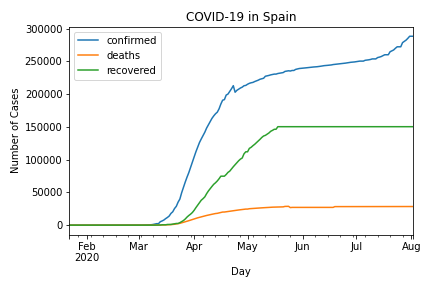 COVID-19 in Spain
confirmed
deaths
recovered
300000
250000
200000
150000
100000
50000
0
Number of Cases
Feb
2020
Mar
Apr
May
Jun
Jul
Aug
Day